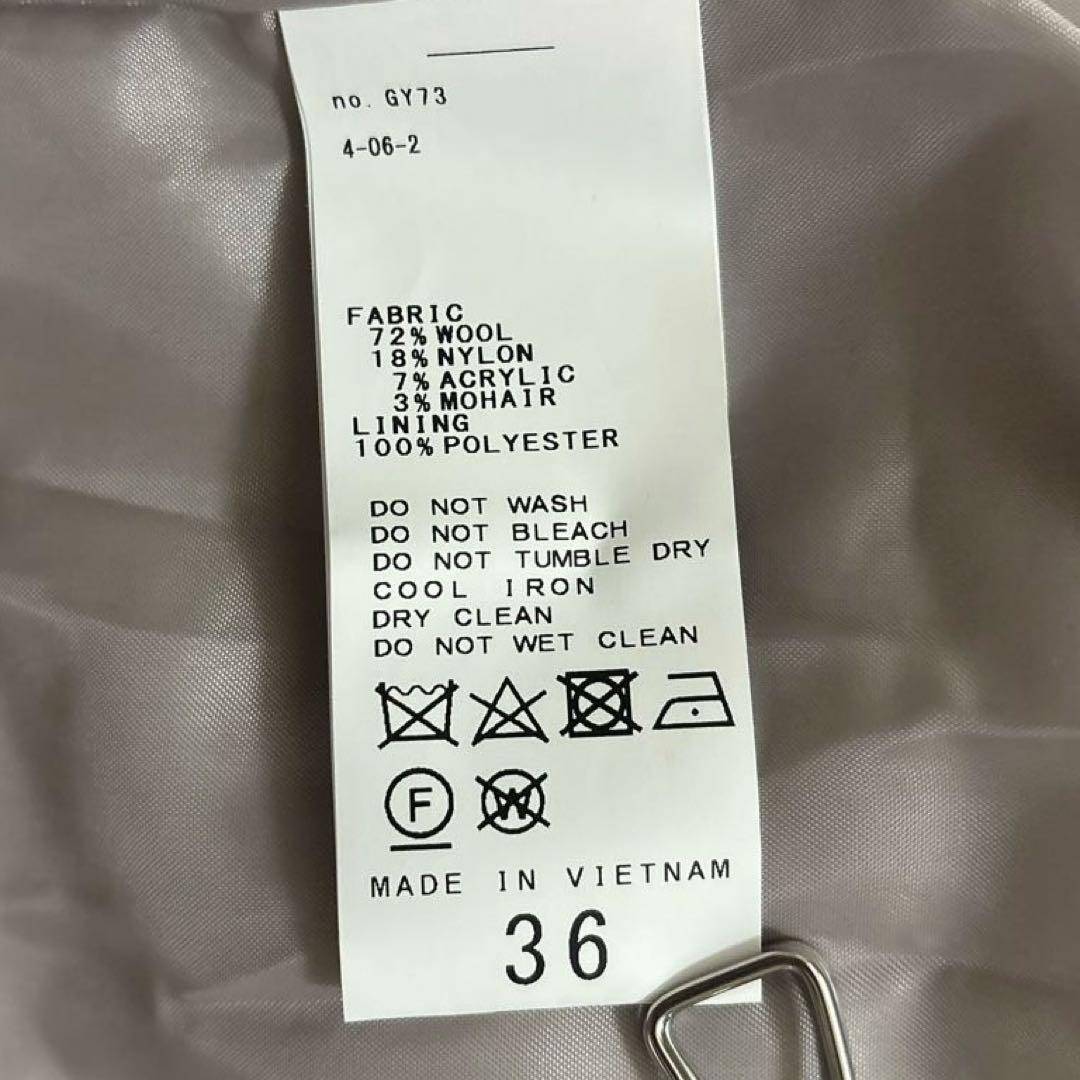 no. GY73
4-06-2
FABRIC
72% WOOL
18% NYLON
7% ACRYLIC
3% MOHAIR
LINING
100% POLYESTER
DO NOT WASH
DO NOT BLEACH
DO NOT TUMBLE DRY
COOL IRON
DRY CLEAN
DO NOT WET CLEAN
F W
MADE IN VIETNAM
36